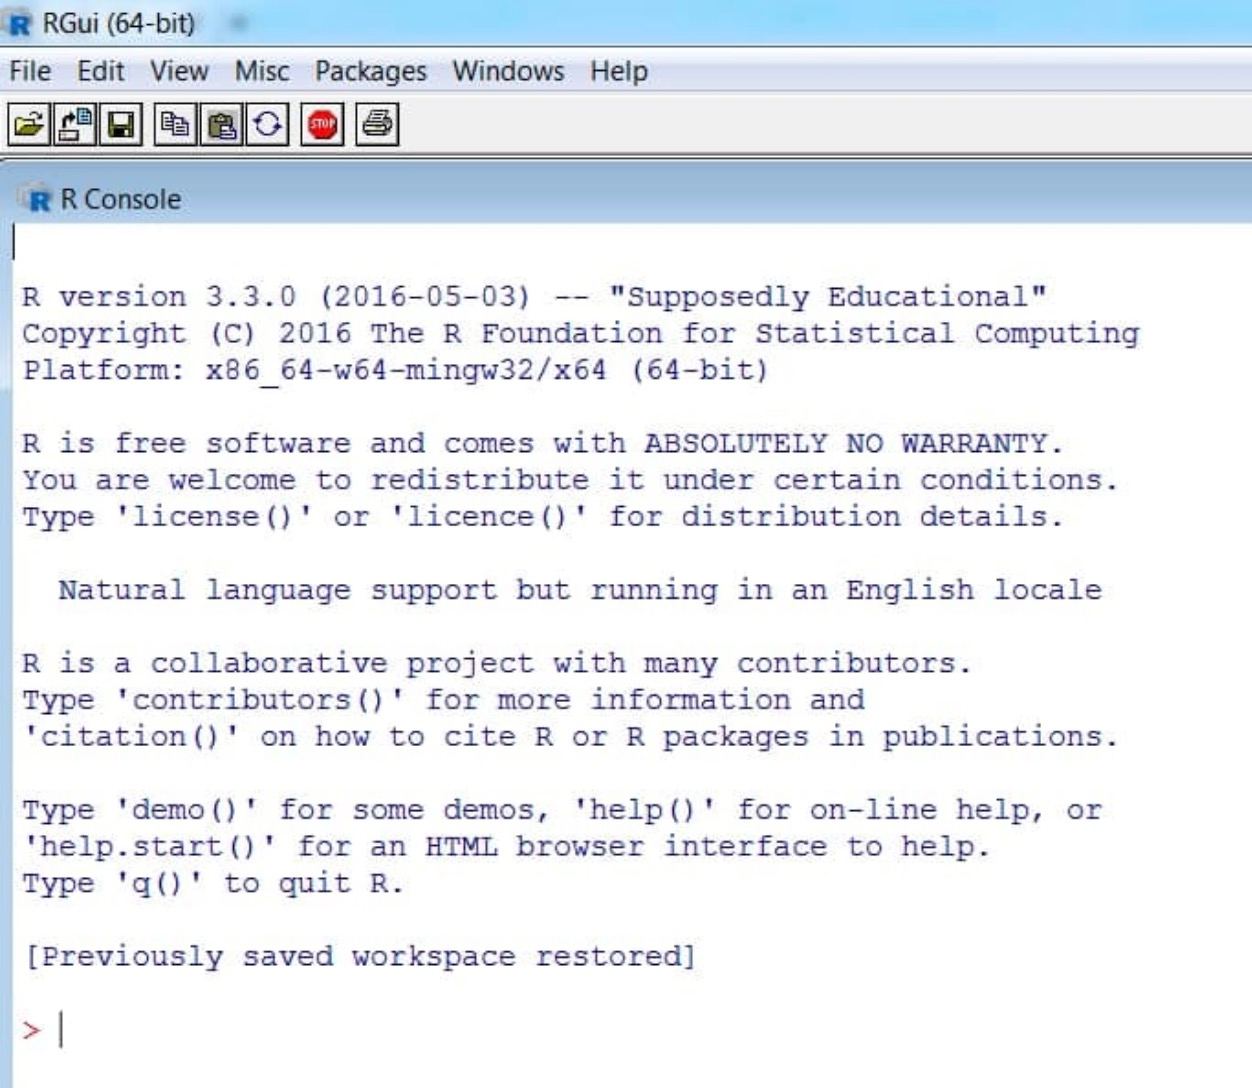 RGui (64-bit)
File Edit View Misc Packages Windows Help
STOP
R Console
R version 3.3.0 (2016-05-03) -- "Supposedly Educational"
Copyright (C) 2016 The R Foundation for Statistical Computing
Platform: x86_64-w64-mingw32/x64 (64-bit)
R is free software and comes with ABSOLUTELY NO WARRANTY.
You are welcome to redistribute it under certain conditions.
Type 'license()' or 'licence()' for distribution details.
Natural language support but running in an English locale
R is a collaborative project with many contributors.
Type 'contributors()' for more information and
'citation()' on how to cite R or R packages in publications.
Type 'demo()' for some demos, 'help()' for on-line help, or
'help.start()' for an HTML browser interface to help.
Type 'q()' to quit R.
[Previously saved workspace restored]
>